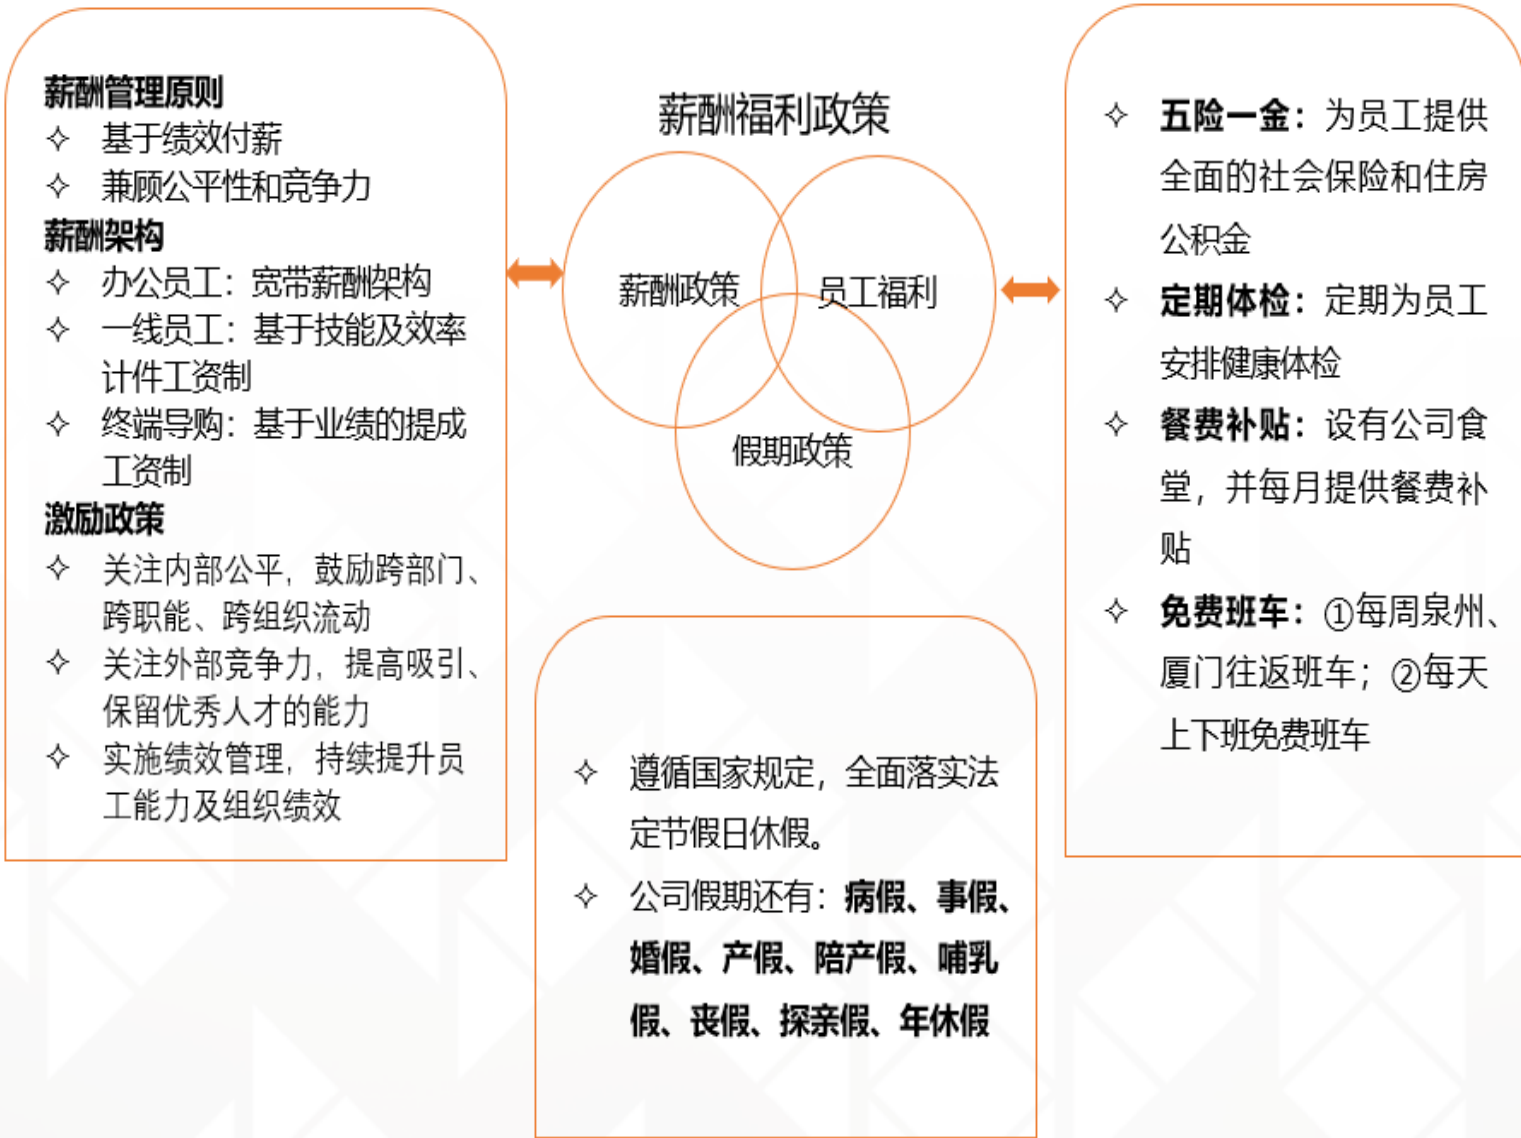 薪酬管理原则
✧ 基于绩效付薪
✧ 兼顾公平性和竞争力
薪酬架构
✧ 办公员工：宽带薪酬架构
✧ 一线员工：基于技能及效率
计件工资制
✧ 终端导购：基于业绩的提成
工资制
激励政策
✧ 关注内部公平，鼓励跨部门、
跨职能、跨组织流动
✧ 关注外部竞争力，提高吸引、
保留优秀人才的能力
✧ 实施绩效管理，持续提升员
工能力及组织绩效
薪酬福利政策
薪酬政策
员工福利
假期政策
✧ 遵循国家规定，全面落实法
定节假日休假。
✧ 公司假期还有：病假、事假、
婚假、产假、陪产假、哺乳
假、丧假、探亲假、年休假
✧ 五险一金：为员工提供
全面的社会保险和住房
公积金
✧ 定期体检：定期为员工
安排健康体检
✧ 餐费补贴：设有公司食
堂，并每月提供餐费补
贴
✧ 免费班车：①每周泉州、
厦门往返班车；②每天
上下班免费班车